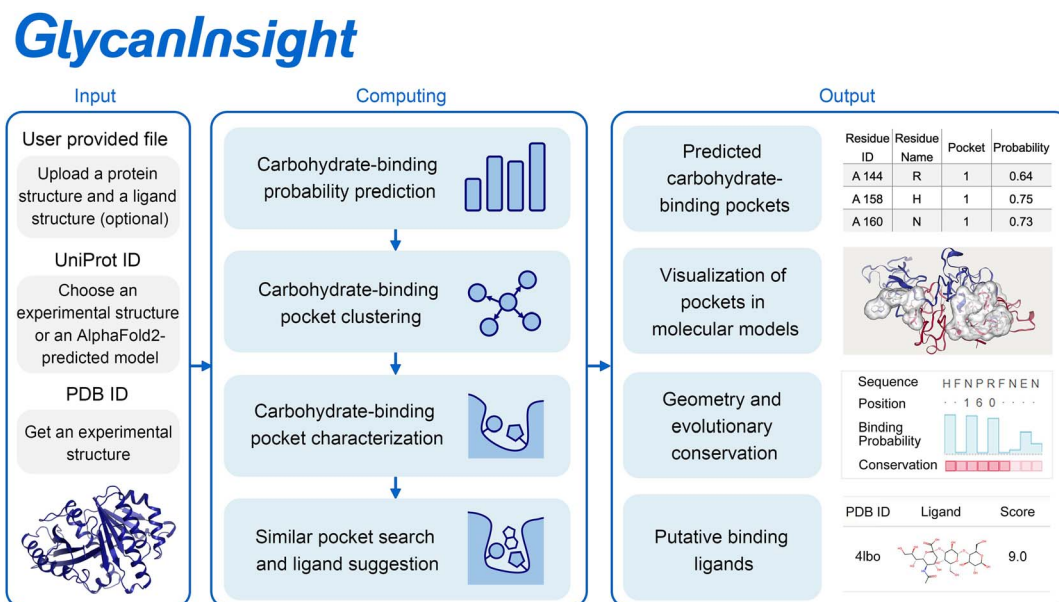 GlycanInsight
Input
Computing
Output
User provided file
Upload a protein
structure and a ligand
structure (optional)
UniProt ID
Choose an
experimental structure
or an AlphaFold2-
predicted model
PDB ID
Get an experimental
structure
Carbohydrate-binding
probability prediction
Carbohydrate-binding
pocket clustering
Carbohydrate-binding
pocket characterization
Similar pocket search
and ligand suggestion
Predicted
carbohydrate-
binding pockets
Visualization of
pockets in
molecular models
Geometry and
evolutionary
conservation
Putative binding
ligands
Residue ID Residue Name Pocket Probability
A 144 R 1 0.64
A 158 H 1 0.75
A 160 N 1 0.73
Sequence H F N P R F N E N
Position · · 1 6 0 · · · ·
Binding
Probability
Conservation
PDB ID Ligand Score
4lbo 9.0